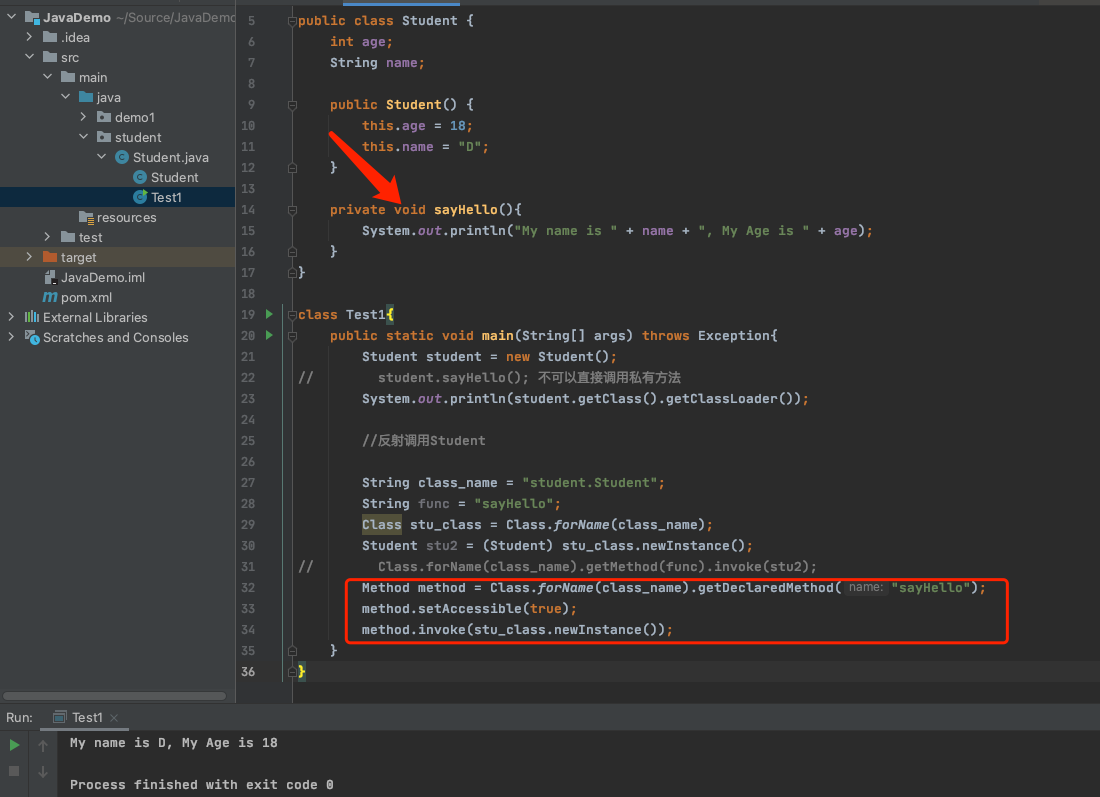 JavaDemo ~/Source/JavaDemo
.idea
src
main
java
demo1
student
Student.java
Student
Test1
resources
test
target
JavaDemo.iml
pom.xml
External Libraries
Scratches and Consoles
5 public class Student {
6 int age;
7 String name;
8
9 public Student() {
10 this.age = 18;
11 this.name = "D";
12 }
13
14 private void sayHello(){
15 System.out.println("My name is " + name + ", My Age is " + age);
16 }
17 }
18
19 class Test1{
20 public static void main(String[] args) throws Exception{
21 Student student = new Student();
22 // student.sayHello(); 不可以直接调用私有方法
23 System.out.println(student.getClass().getClassLoader());
24
25 //反射调用Student
26
27 String class_name = "student.Student";
28 String func = "sayHello";
29 Class stu_class = Class.forName(class_name);
30 Student stu2 = (Student) stu_class.newInstance();
31 // Class.forName(class_name).getMethod(func).invoke(stu2);
32 Method method = Class.forName(class_name).getDeclaredMethod( name: "sayHello");
33 method.setAccessible(true);
34 method.invoke(stu_class.newInstance());
35 }
36 }
Run: Test1
My name is D, My Age is 18
Process finished with exit code 0